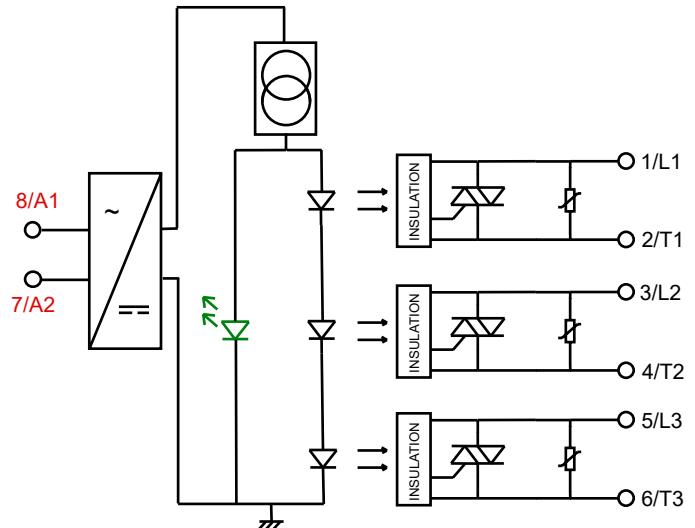 1/L1
INSULATION
2/T1
8/A1
~
7/A2
3/L2
INSULATION
4/T2
5/L3
INSULATION
6/T3